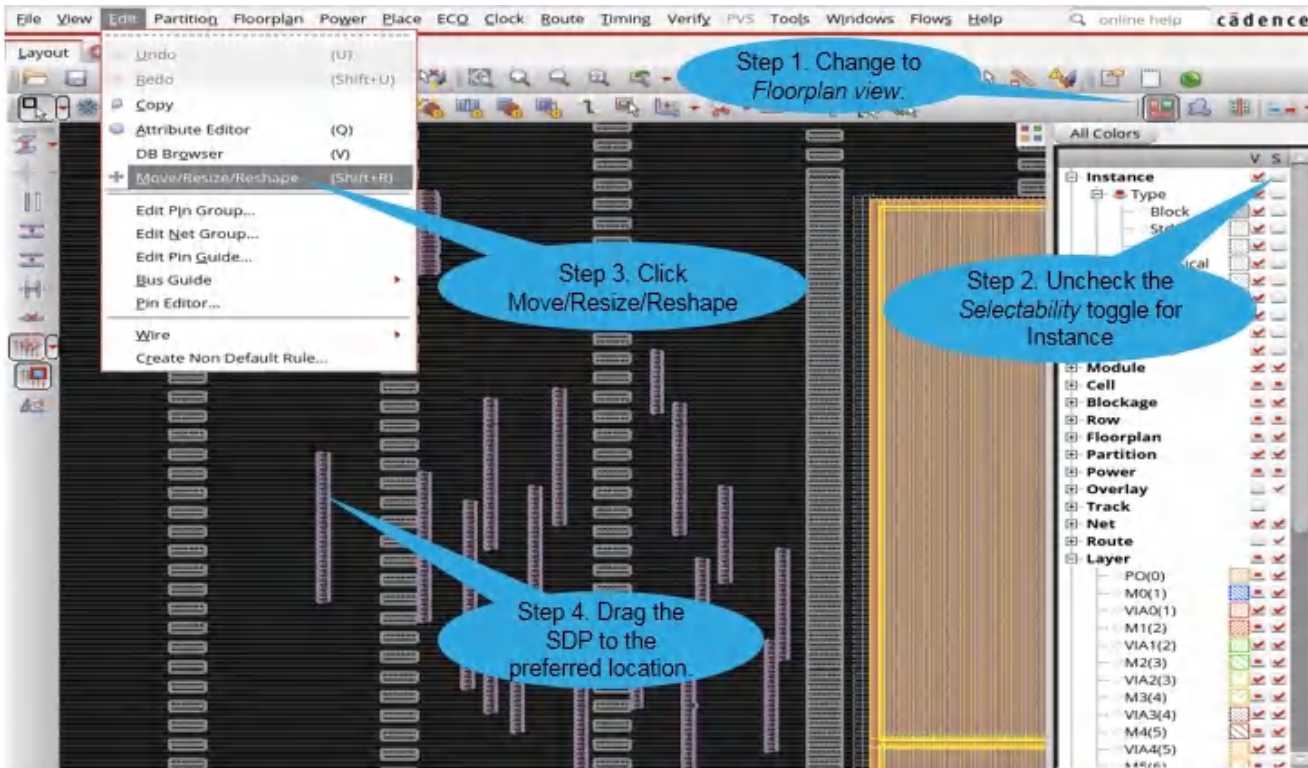 File View Edit Partition Floorplan Power Place ECO Clock Route Timing Verify PVS Tools Windows Flows Help online help cādence
Layout
Undo (U)
Redo (Shift+U)
Copy
Attribute Editor (Q)
DB Browser (V)
Move/Resize/Reshape (Shift+R)
Edit Pin Group...
Edit Net Group...
Edit Pin Guide...
Bus Guide
Pin Editor...
Wire
Create Non Default Rule...
Step 1. Change to
Floorplan view.
Step 3. Click
Move/Resize/Reshape
Step 2. Uncheck the
Selectability toggle for
Instance
Step 4. Drag the
SDP to the
preferred location.
All Colors
V S
Instance
Type
Block
Module
Cell
Blockage
Row
Floorplan
Partition
Power
Overlay
Track
Net
Route
Layer
PO(0)
M0(1)
VIA0(1)
M1(2)
VIA1(2)
M2(3)
VIA2(3)
M3(4)
VIA3(4)
M4(5)
VIA4(5)